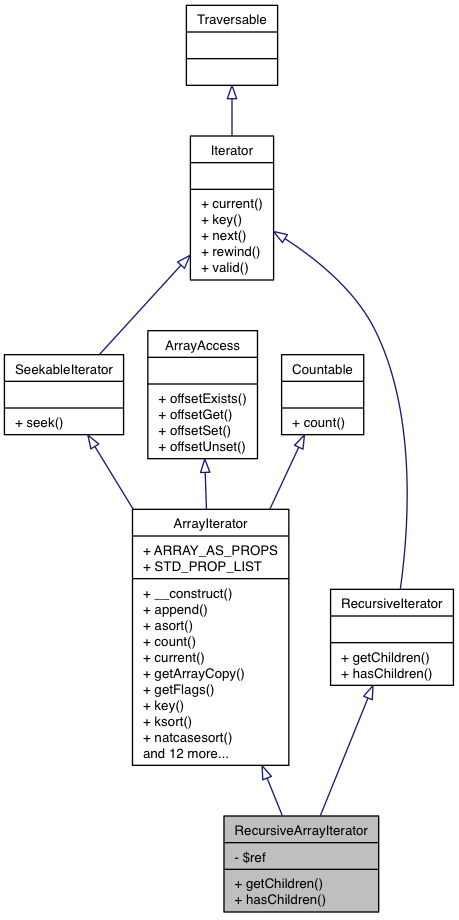 Traversable
Iterator
+ current()
+ key()
+ next()
+ rewind()
+ valid()
SeekableIterator
+ seek()
ArrayAccess
+ offsetExists()
+ offsetGet()
+ offsetSet()
+ offsetUnset()
Countable
+ count()
ArrayIterator
+ ARRAY_AS_PROPS
+ STD_PROP_LIST
+ __construct()
+ append()
+ asort()
+ count()
+ current()
+ getArrayCopy()
+ getFlags()
+ key()
+ ksort()
+ natcasesort()
and 12 more...
RecursiveIterator
+ getChildren()
+ hasChildren()
RecursiveArrayIterator
- $ref
+ getChildren()
+ hasChildren()